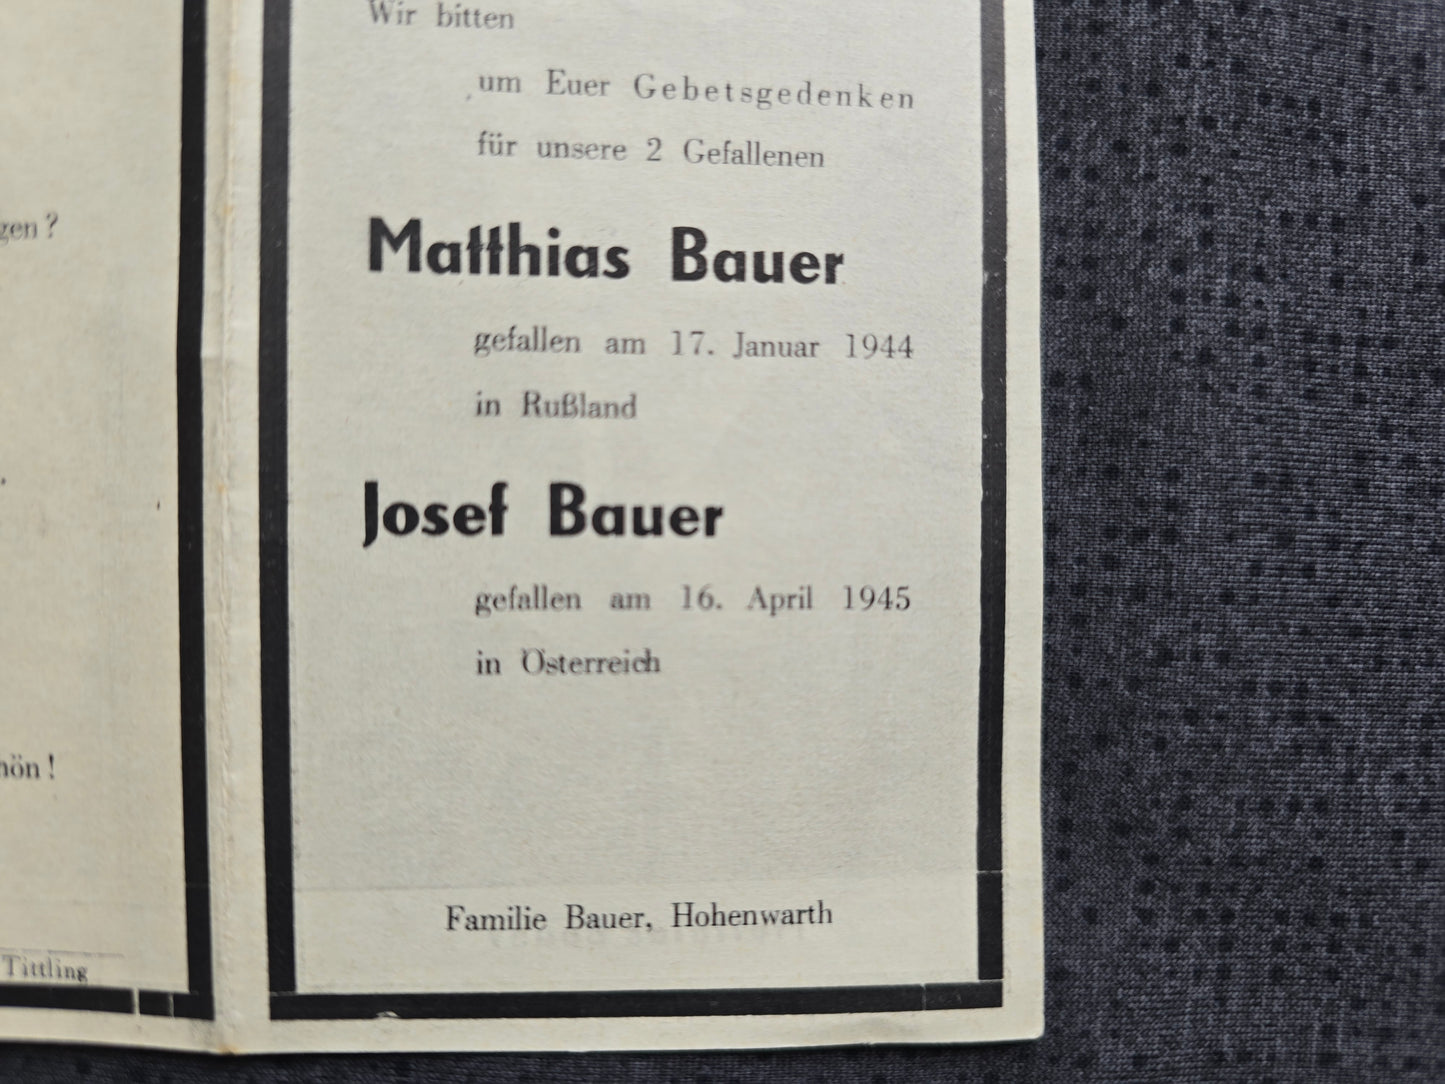 gen?
hön!
Tittling
Wir bitten
um Euer Gebetsgedenken
für unsere 2 Gefallenen
Matthias Bauer
gefallen am 17. Januar 1944
in Rußland
Josef Bauer
gefallen am 16. April 1945
in Österreich
Familie Bauer, Hohenwarth